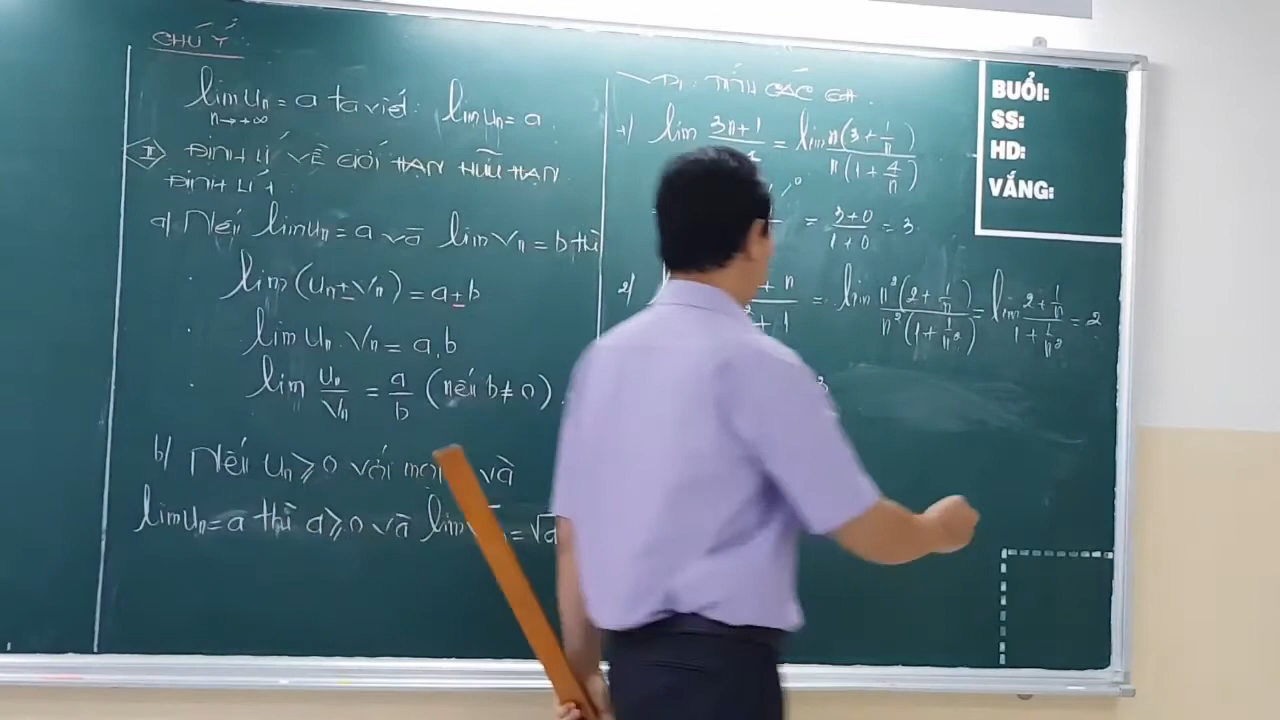 CHÚ Ý:
lim uₙ = a ta viết: lim uₙ = a.
n→+∞
II ĐỊNH LÍ VỀ GIỚI HẠN HỮU HẠN
ĐỊNH LÍ 1:
a) Nếu lim uₙ = a và lim vₙ = b thì
lim (uₙ ± vₙ) = a ± b
lim uₙ . vₙ = a.b
lim uₙ/vₙ = a/b (nếu b ≠ 0).
b/ Nếu uₙ ≥ 0 với mọi và
lim uₙ = a thì a ≥ 0 và lim = √a
TÍNH CÁC GH.
1/ lim 3n+1 = lim n(3+1/n)/n(1+4/n)
= 3+0/1+0 = 3.
2/ + n/+ 1 = lim n²(2+1/n)/n²(1+1/n²) = lim 2+1/n/1+1/n² = 2
BUỔI:
SS:
HD:
VẮNG: